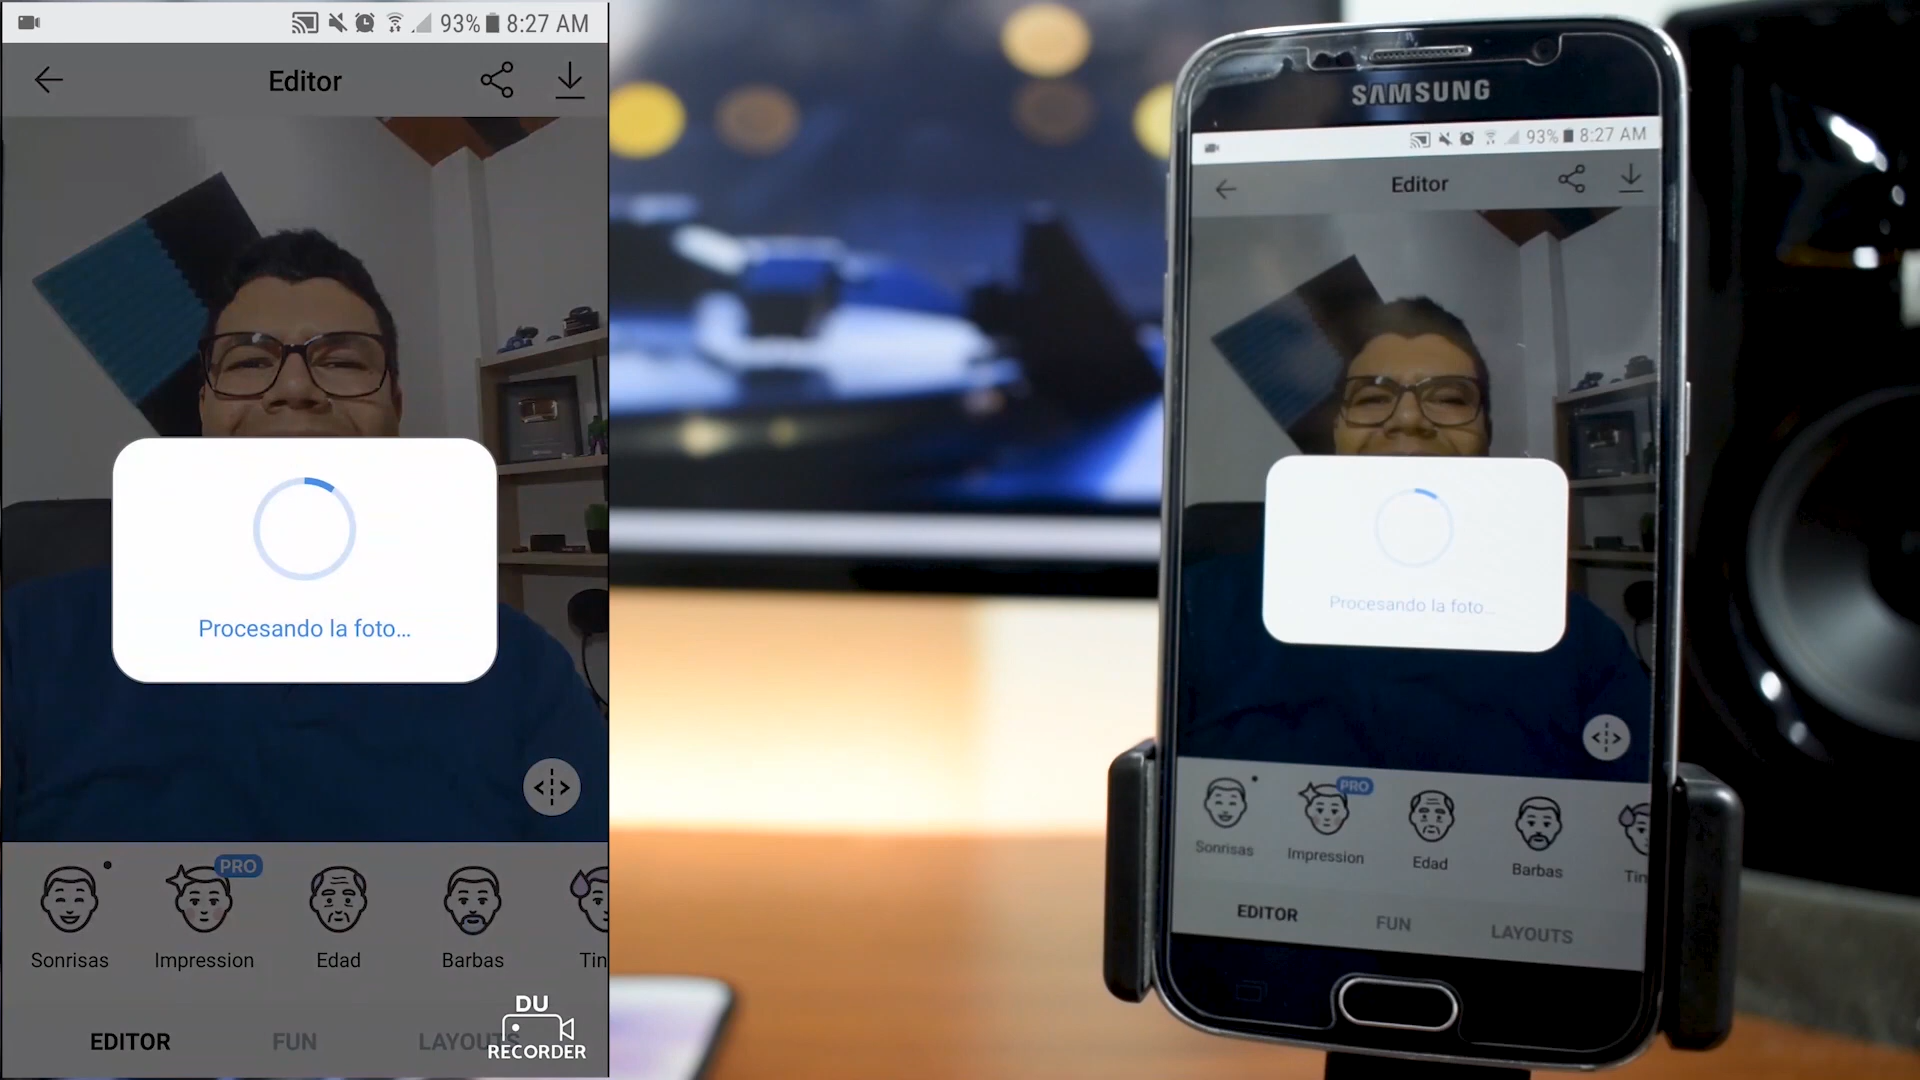 93% 8:27 AM
Editor
Procesando la foto...
PRO
Sonrisas Impression Edad Barbas Tin
EDITOR FUN LAYOUTS
DU
RECORDER
SAMSUNG
93% 8:27 AM
Editor
Procesando la foto...
PRO
Sonrisas Impression Edad Barbas Tin
EDITOR FUN LAYOUTS